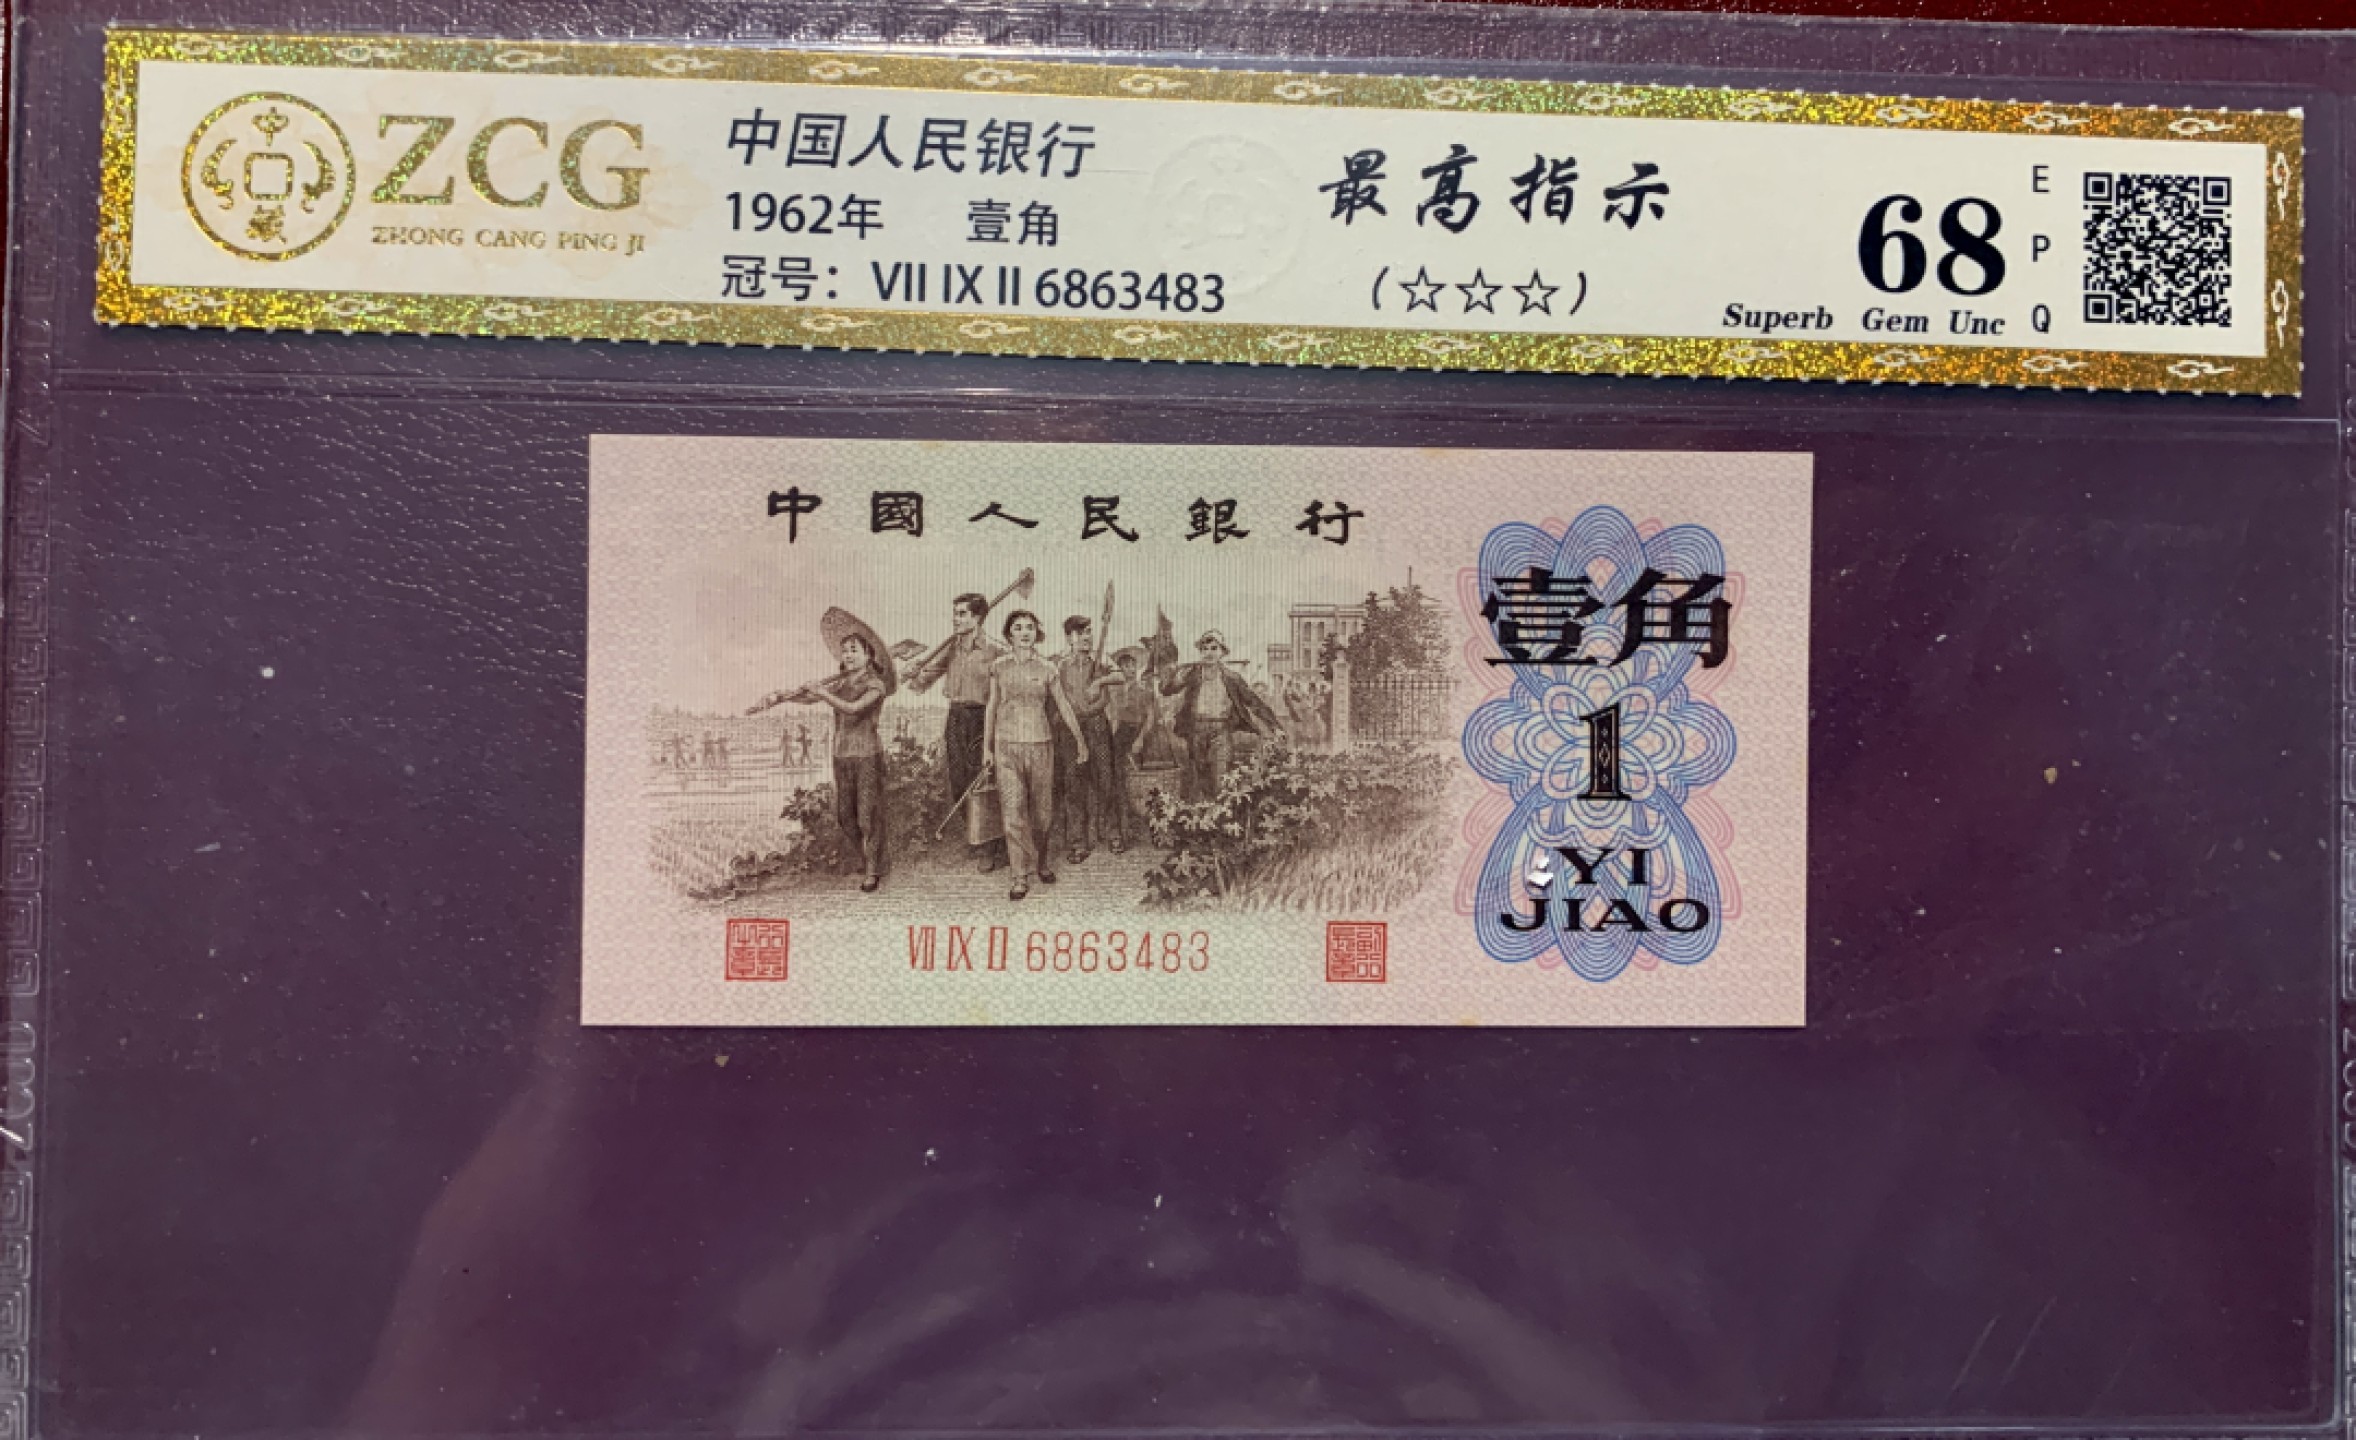 ZCG
ZHONG CANG PING JI
中国人民银行
1962年 壹角
冠号：VII IX II 6863483
最高指示
(☆☆☆)
68
Superb Gem Unc
EPQ
中國人民銀行
壹角
1
YI
JIAO
VII IX II 6863483